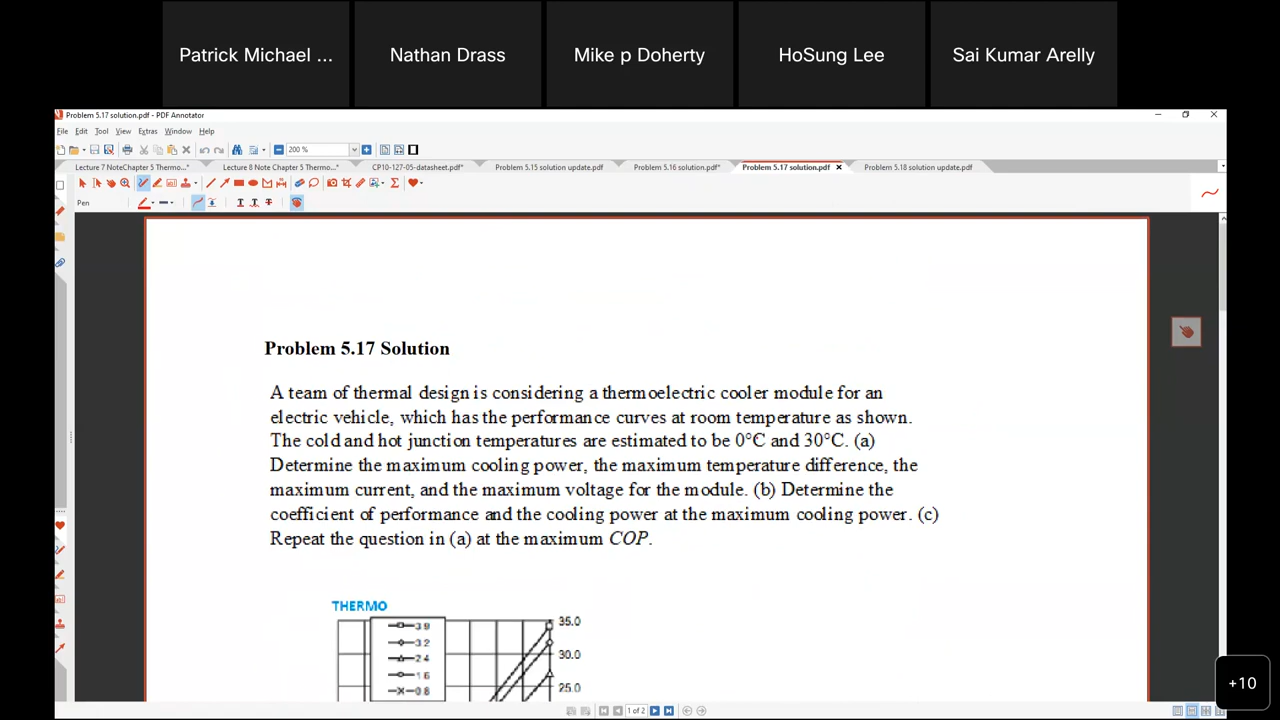 Patrick Michael ...
Nathan Drass
Mike p Doherty
HoSung Lee
Sai Kumar Arelly
Problem 5.17 solution.pdf - PDF Annotator
File Edit Tool View Extras Window Help
200 %
Lecture 7 NoteChapter 5 Thermo...*
Lecture 8 Note Chapter 5 Thermo...*
CP10-127-05-datasheet.pdf*
Problem 5.15 solution update.pdf
Problem 5.16 solution.pdf*
Problem 5.17 solution.pdf
Problem 5.18 solution update.pdf
Pen
Problem 5.17 Solution
A team of thermal design is considering a thermoelectric cooler module for an
electric vehicle, which has the performance curves at room temperature as shown.
The cold and hot junction temperatures are estimated to be 0°C and 30°C. (a)
Determine the maximum cooling power, the maximum temperature difference, the
maximum current, and the maximum voltage for the module. (b) Determine the
coefficient of performance and the cooling power at the maximum cooling power. (c)
Repeat the question in (a) at the maximum COP.
THERMO
3.9
3.2
2.4
1.6
0.8
35.0
30.0
25.0
1 of 2
+10